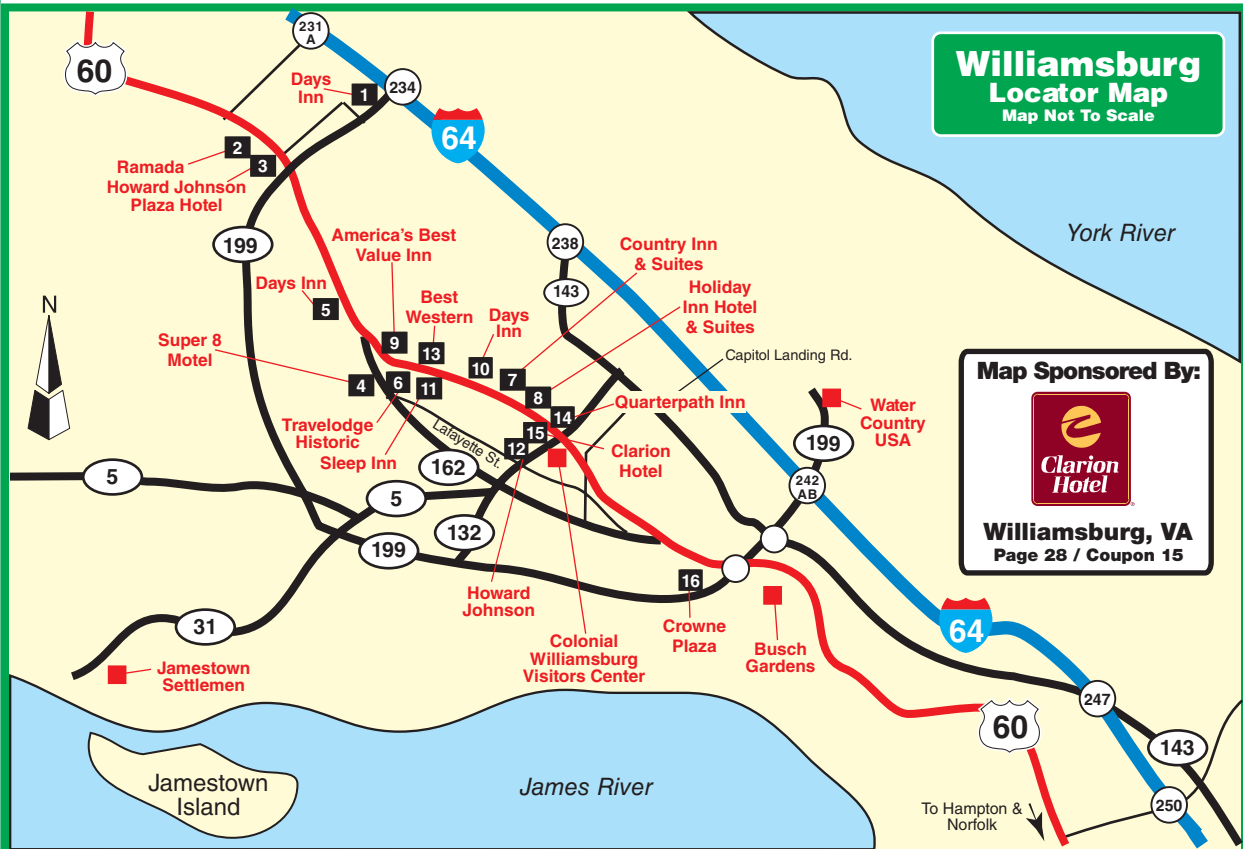 Williamsburg
Locator Map
Map Not To Scale
231
A
60
Days
Inn
1
234
64
2
3
Ramada
Howard Johnson
Plaza Hotel
York River
199
America's Best
Value Inn
238
Country Inn
& Suites
143
Holiday
Inn Hotel
& Suites
Days Inn
5
N
Best
Western
Days
Inn
Super 8
Motel
9
13
10
7
Capitol Landing Rd.
4
6
11
8
14
Quarterpath Inn
Travelodge
Historic
Sleep Inn
Lafayette St.
15
12
Clarion
Hotel
Water
Country
USA
199
Map Sponsored By:
Clarion
Hotel
Williamsburg, VA
Page 28 / Coupon 15
162
5
5
242
AB
132
199
Howard
Johnson
16
Crowne
Plaza
Busch
Gardens
Colonial
Williamsburg
Visitors Center
31
Jamestown
Settlemen
64
247
60
143
250
Jamestown
Island
James River
To Hampton &
Norfolk